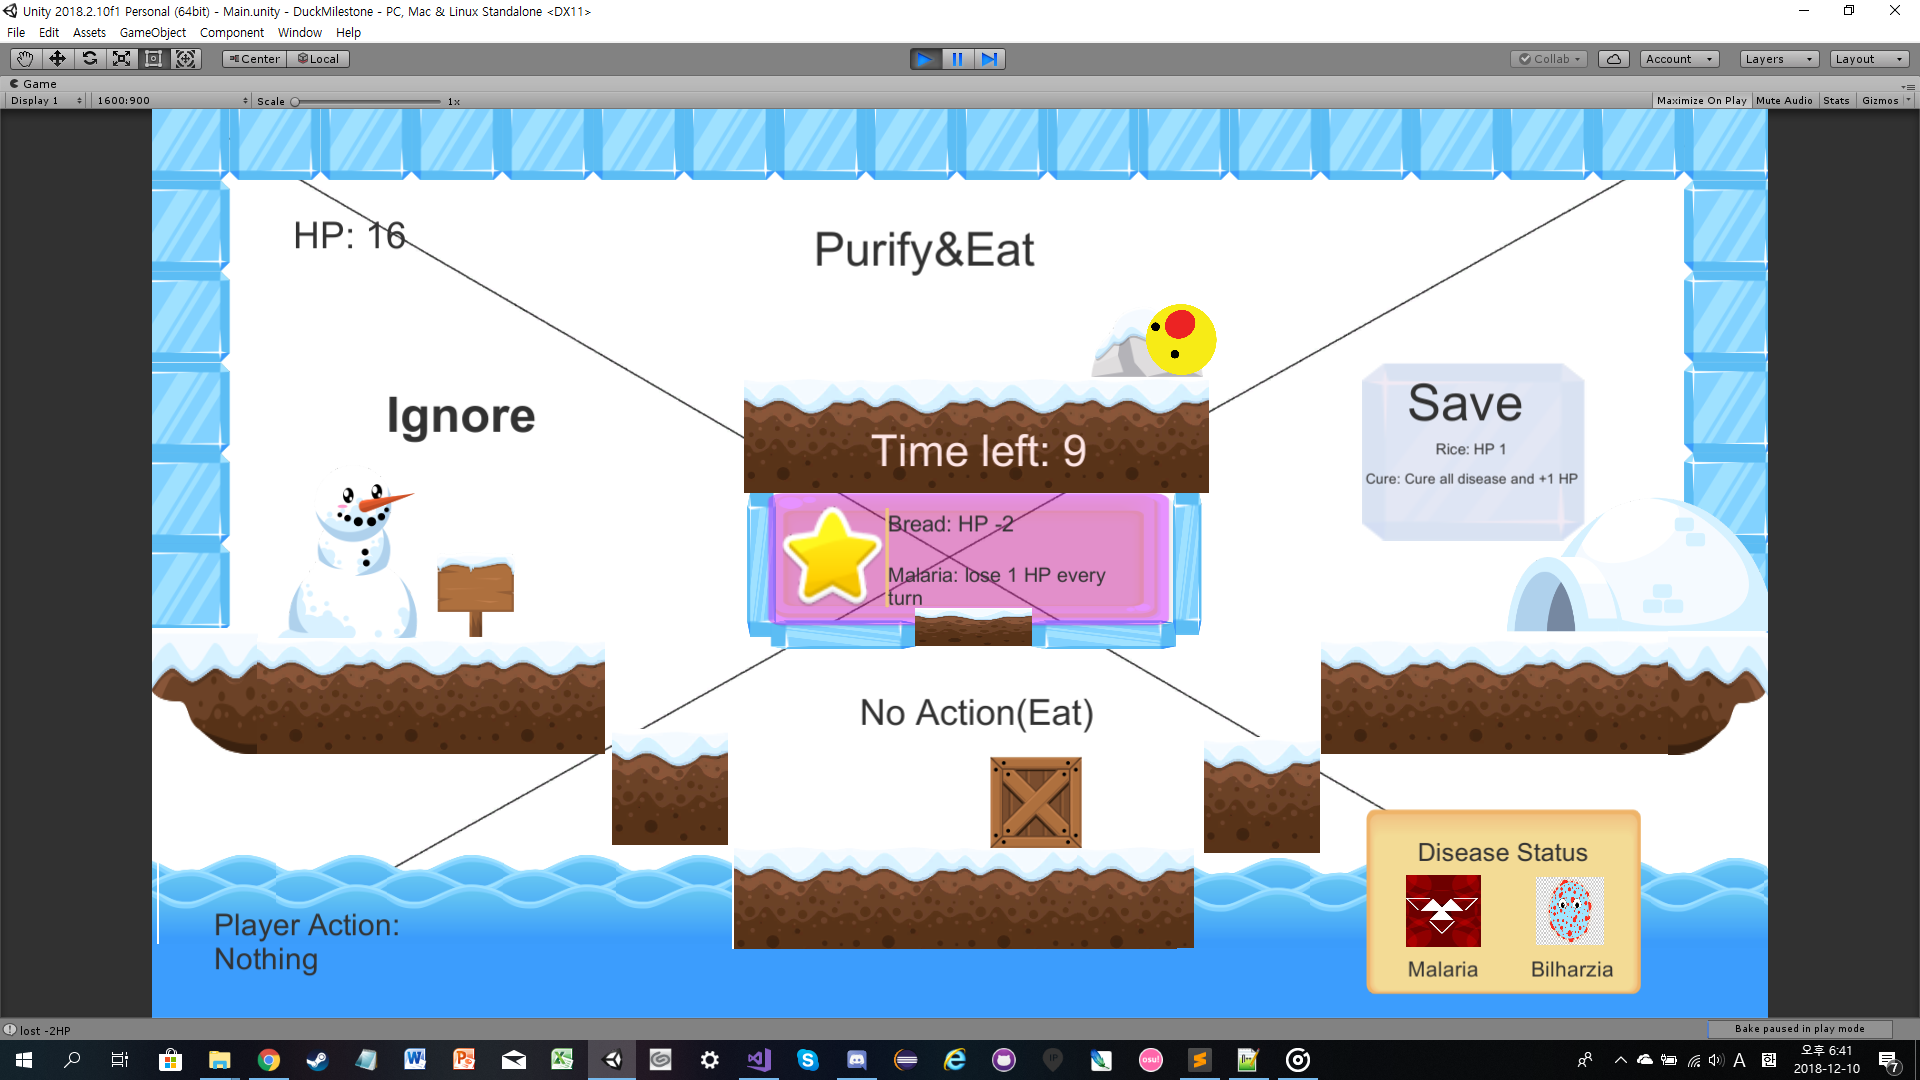 Unity 2018.2.10f1 Personal (64bit) - Main.unity - DuckMilestone - PC, Mac & Linux Standalone <DX11>
File Edit Assets GameObject Component Window Help
Center Local Collab Account Layers Layout
Game
Display 1 1600:900 Scale 1x Maximize On Play Mute Audio Stats Gizmos
HP: 16
Purify&Eat
Ignore
Save
Rice: HP 1
Cure: Cure all disease and +1 HP
Time left: 9
Bread: HP -2
Malaria: lose 1 HP every
turn
No Action(Eat)
Disease Status
Malaria Bilharzia
Player Action:
Nothing
lost -2HP
Bake paused in play mode
osu!
IP
A
오후 6:41
2018-12-10
7